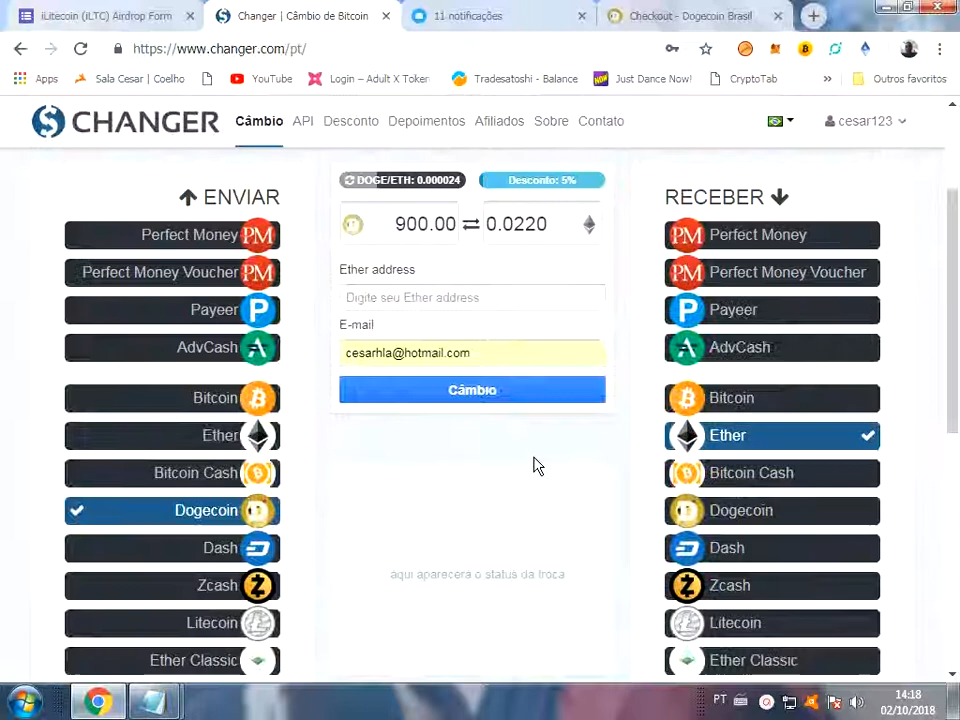 iLitecoin (iLTC) Airdrop Form
Changer | Câmbio de Bitcoin
11 notificações
Checkout - Dogecoin Brasil
https://www.changer.com/pt/
Apps
Sala Cesar | Coelho
YouTube
Login – Adult X Token
Tradesatoshi - Balance
Just Dance Now!
CryptoTab
»
Outros favoritos
CHANGER
Câmbio
API
Desconto
Depoimentos
Afiliados
Sobre
Contato
cesar123
ENVIAR
DOGE/ETH: 0.000024
Desconto: 5%
RECEBER
900.00
0.0220
Perfect Money PM
PM Perfect Money
Ether address
Perfect Money Voucher PM
PM Perfect Money Voucher
Digite seu Ether address
Payeer P
P Payeer
E-mail
AdvCash
AdvCash
cesarhla@hotmail.com
Câmbio
Bitcoin
Bitcoin
Ether
Ether
Bitcoin Cash
Bitcoin Cash
Dogecoin
Dogecoin
Dash
Dash
aqui aparecerá o status da troca
Zcash
Zcash
Litecoin
Litecoin
Ether Classic
Ether Classic
PT
14:18
02/10/2018